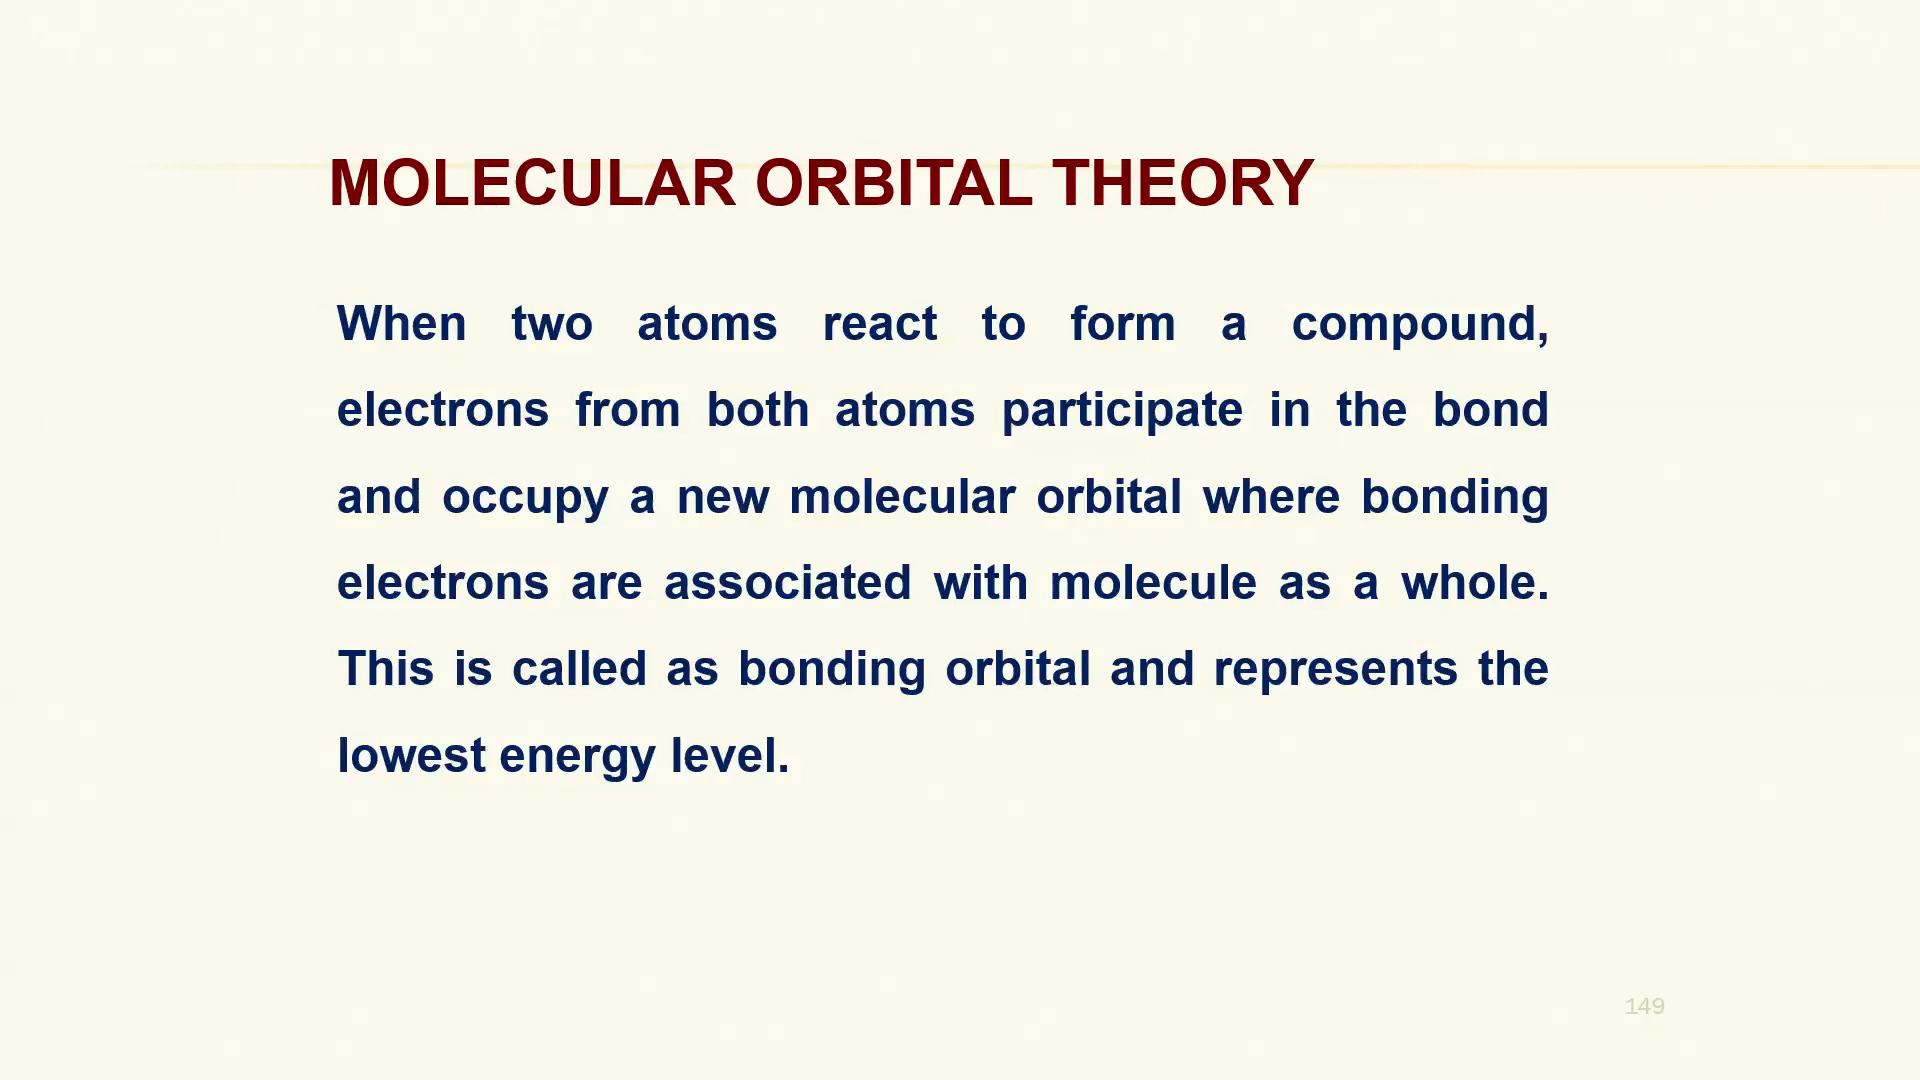 MOLECULAR ORBITAL THEORY
When two atoms react to form a compound,
electrons from both atoms participate in the bond
and occupy a new molecular orbital where bonding
electrons are associated with molecule as a whole.
This is called as bonding orbital and represents the
lowest energy level.
149